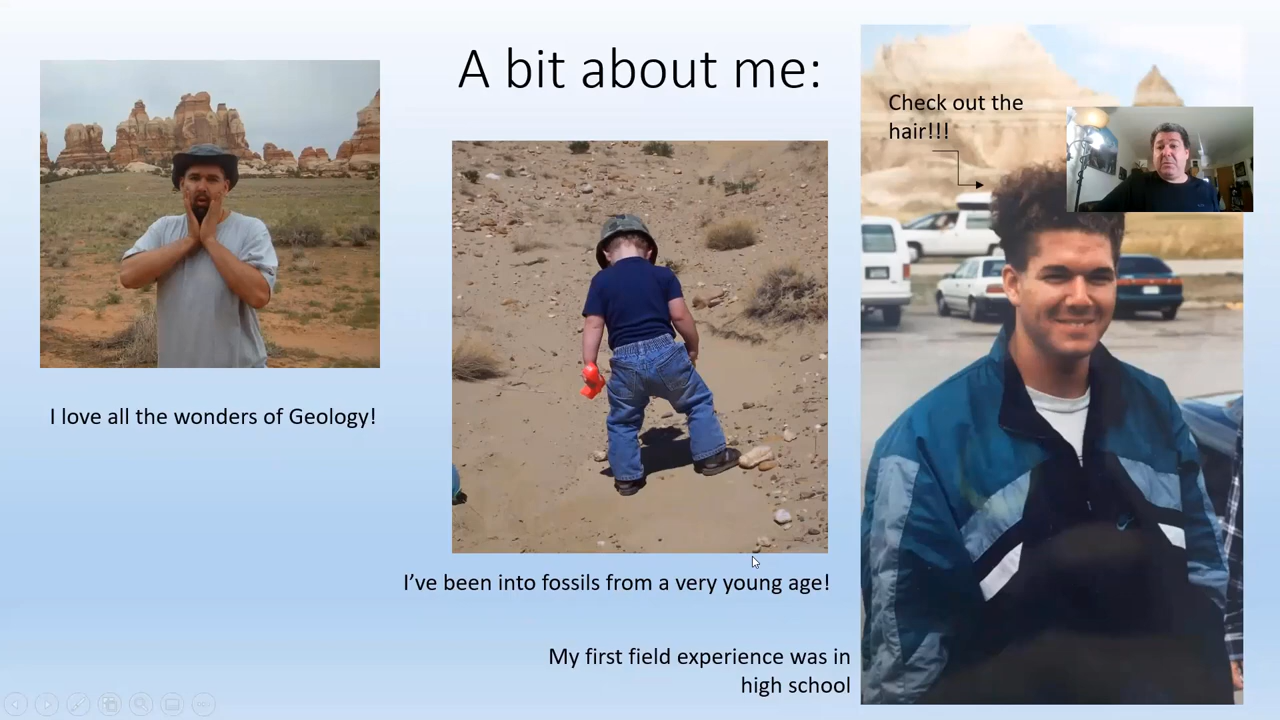 A bit about me:
Check out the
hair!!!
I love all the wonders of Geology!
I’ve been into fossils from a very young age!
My first field experience was in
high school